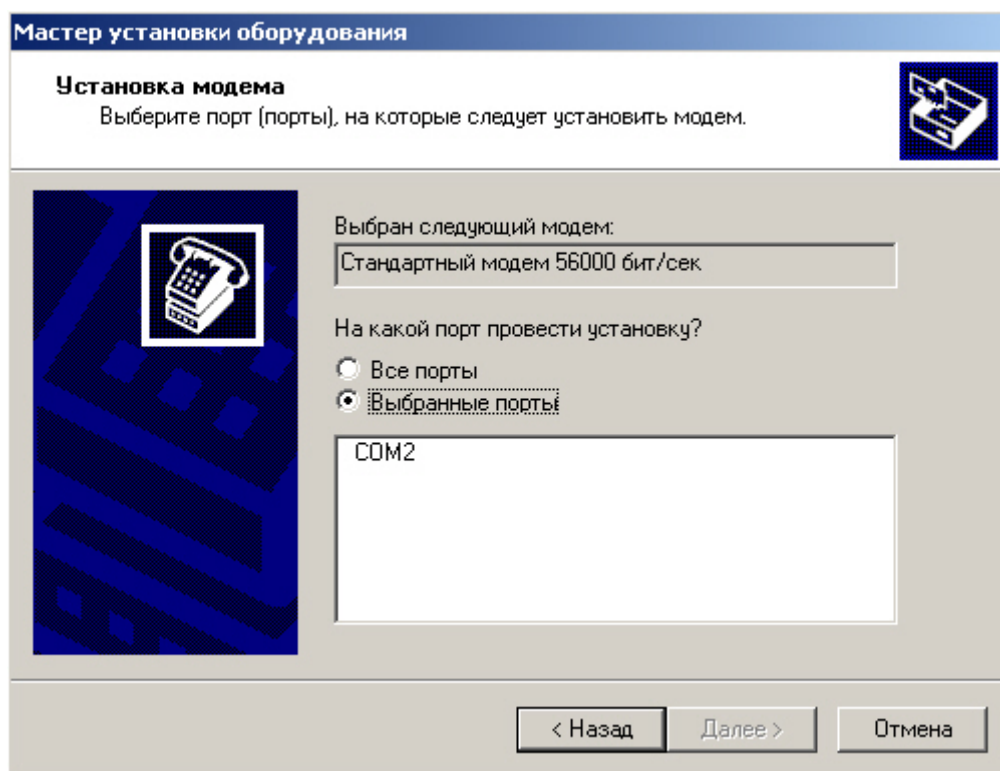 Мастер установки оборудования
Установка модема
Выберите порт (порты), на которые следует установить модем.
Выбран следующий модем:
Стандартный модем 56000 бит/сек
На какой порт провести установку?
Все порты
Выбранные порты
COM2
< Назад
Далее >
Отмена